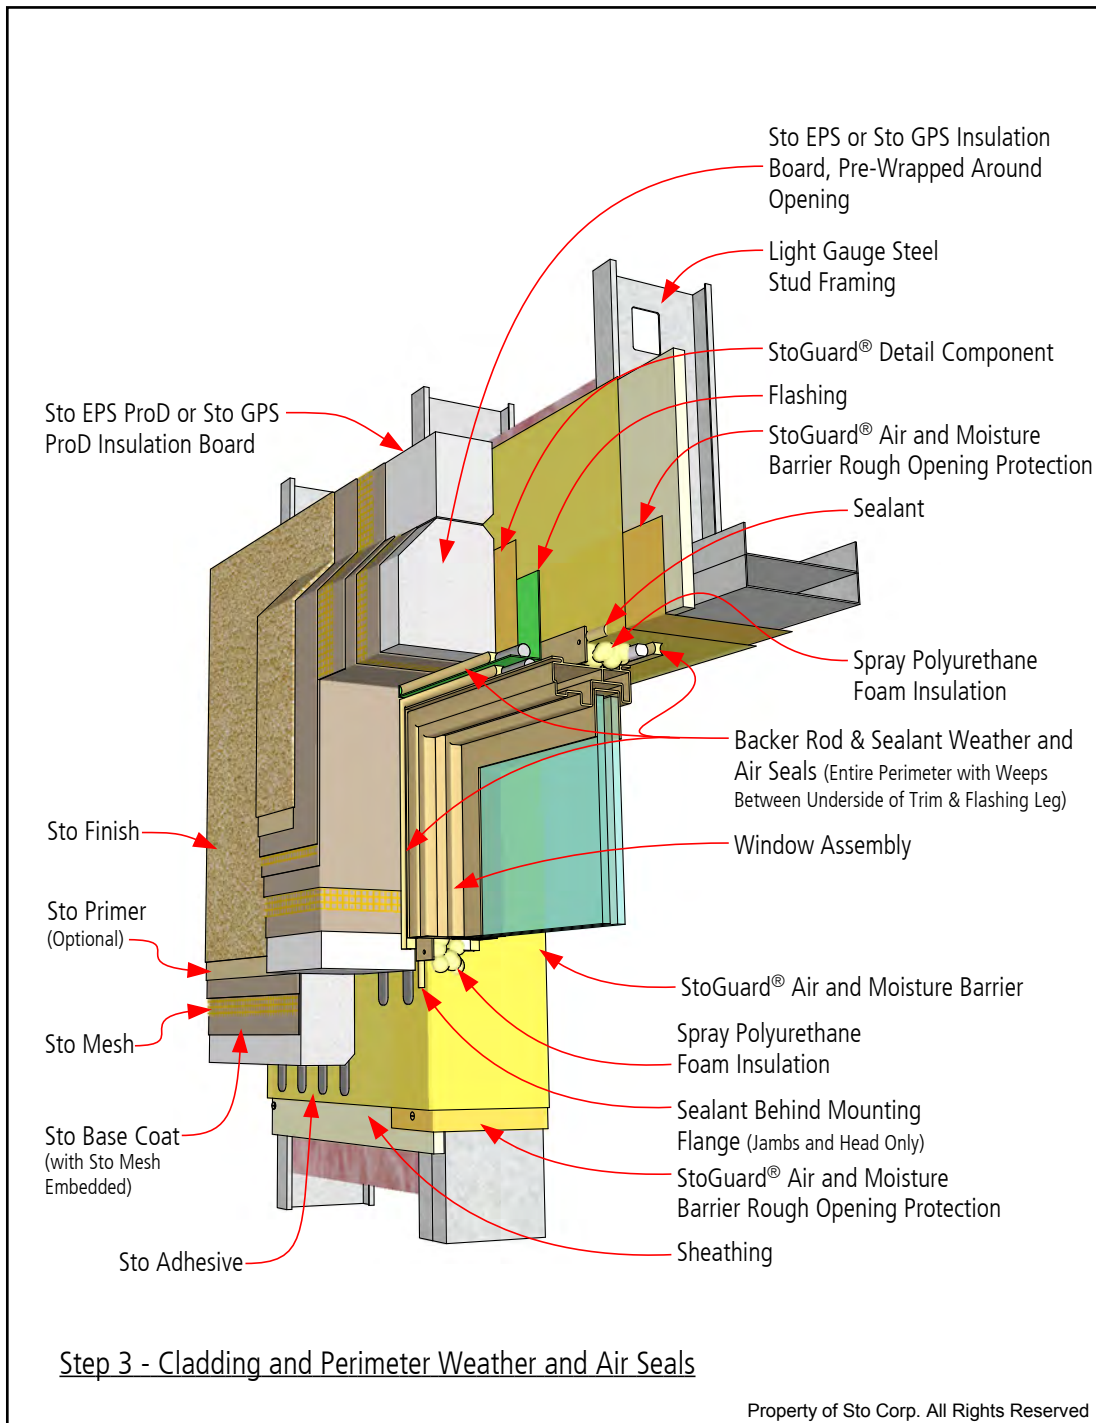 Sto EPS or Sto GPS Insulation
Board, Pre-Wrapped Around
Opening
Light Gauge Steel
Stud Framing
StoGuard® Detail Component
Flashing
StoGuard® Air and Moisture
Barrier Rough Opening Protection
Sealant
Spray Polyurethane
Foam Insulation
Backer Rod & Sealant Weather and
Air Seals (Entire Perimeter with Weeps
Between Underside of Trim & Flashing Leg)
Window Assembly
StoGuard® Air and Moisture Barrier
Spray Polyurethane
Foam Insulation
Sealant Behind Mounting
Flange (Jambs and Head Only)
StoGuard® Air and Moisture
Barrier Rough Opening Protection
Sheathing
Sto EPS ProD or Sto GPS
ProD Insulation Board
Sto Finish
Sto Primer
(Optional)
Sto Mesh
Sto Base Coat
(with Sto Mesh
Embedded)
Sto Adhesive
Step 3 - Cladding and Perimeter Weather and Air Seals
Property of Sto Corp. All Rights Reserved